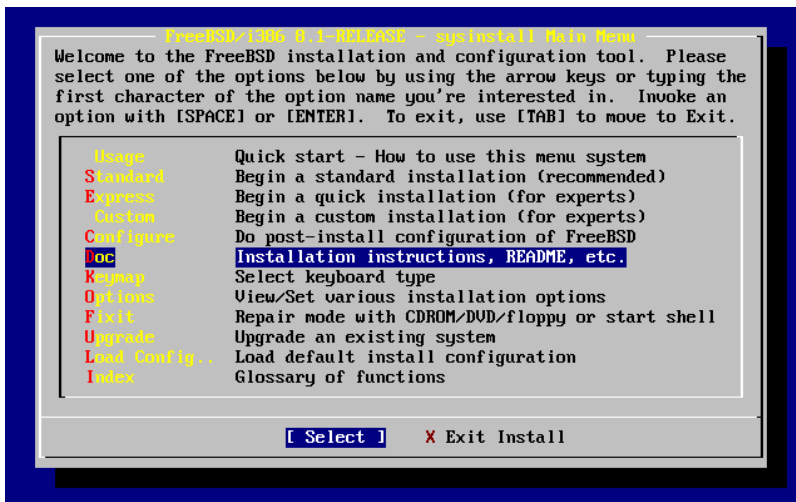 FreeBSD/i386 8.1-RELEASE - sysinstall Main Menu
Welcome to the FreeBSD installation and configuration tool.  Please
select one of the options below by using the arrow keys or typing the
first character of the option name you're interested in.  Invoke an
option with [SPACE] or [ENTER].  To exit, use [TAB] to move to Exit.
Usage Quick start - How to use this menu system
Standard Begin a standard installation (recommended)
Express Begin a quick installation (for experts)
Custom Begin a custom installation (for experts)
Configure Do post-install configuration of FreeBSD
Doc Installation instructions, README, etc.
Keymap Select keyboard type
Options View/Set various installation options
Fixit Repair mode with CDROM/DVD/floppy or start shell
Upgrade Upgrade an existing system
Load Config.. Load default install configuration
Index Glossary of functions
[ Select ] X Exit Install